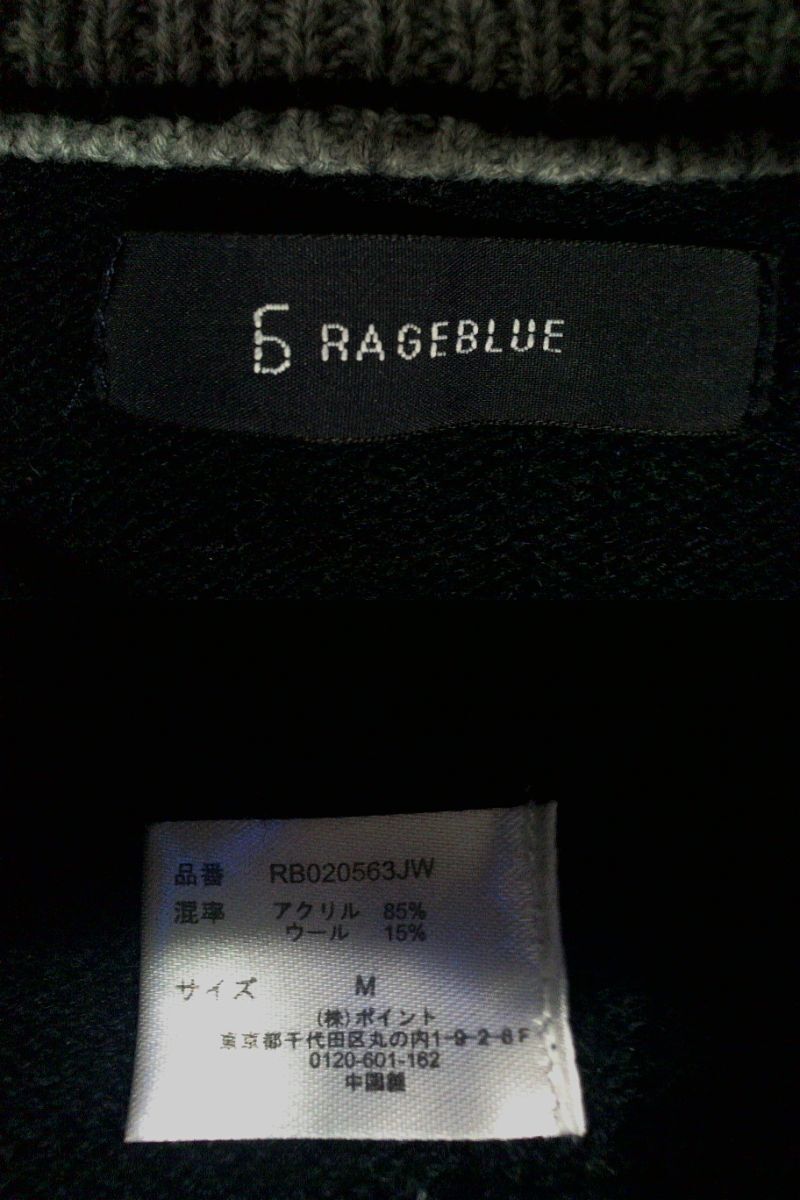 RAGEBLUE
品番 RB020563JW
混率 アクリル 85%
ウール 15%
サイズ M
(株)ポイント
東京都千代田区丸の内1-9-2 6F
0120-601-162
中国製